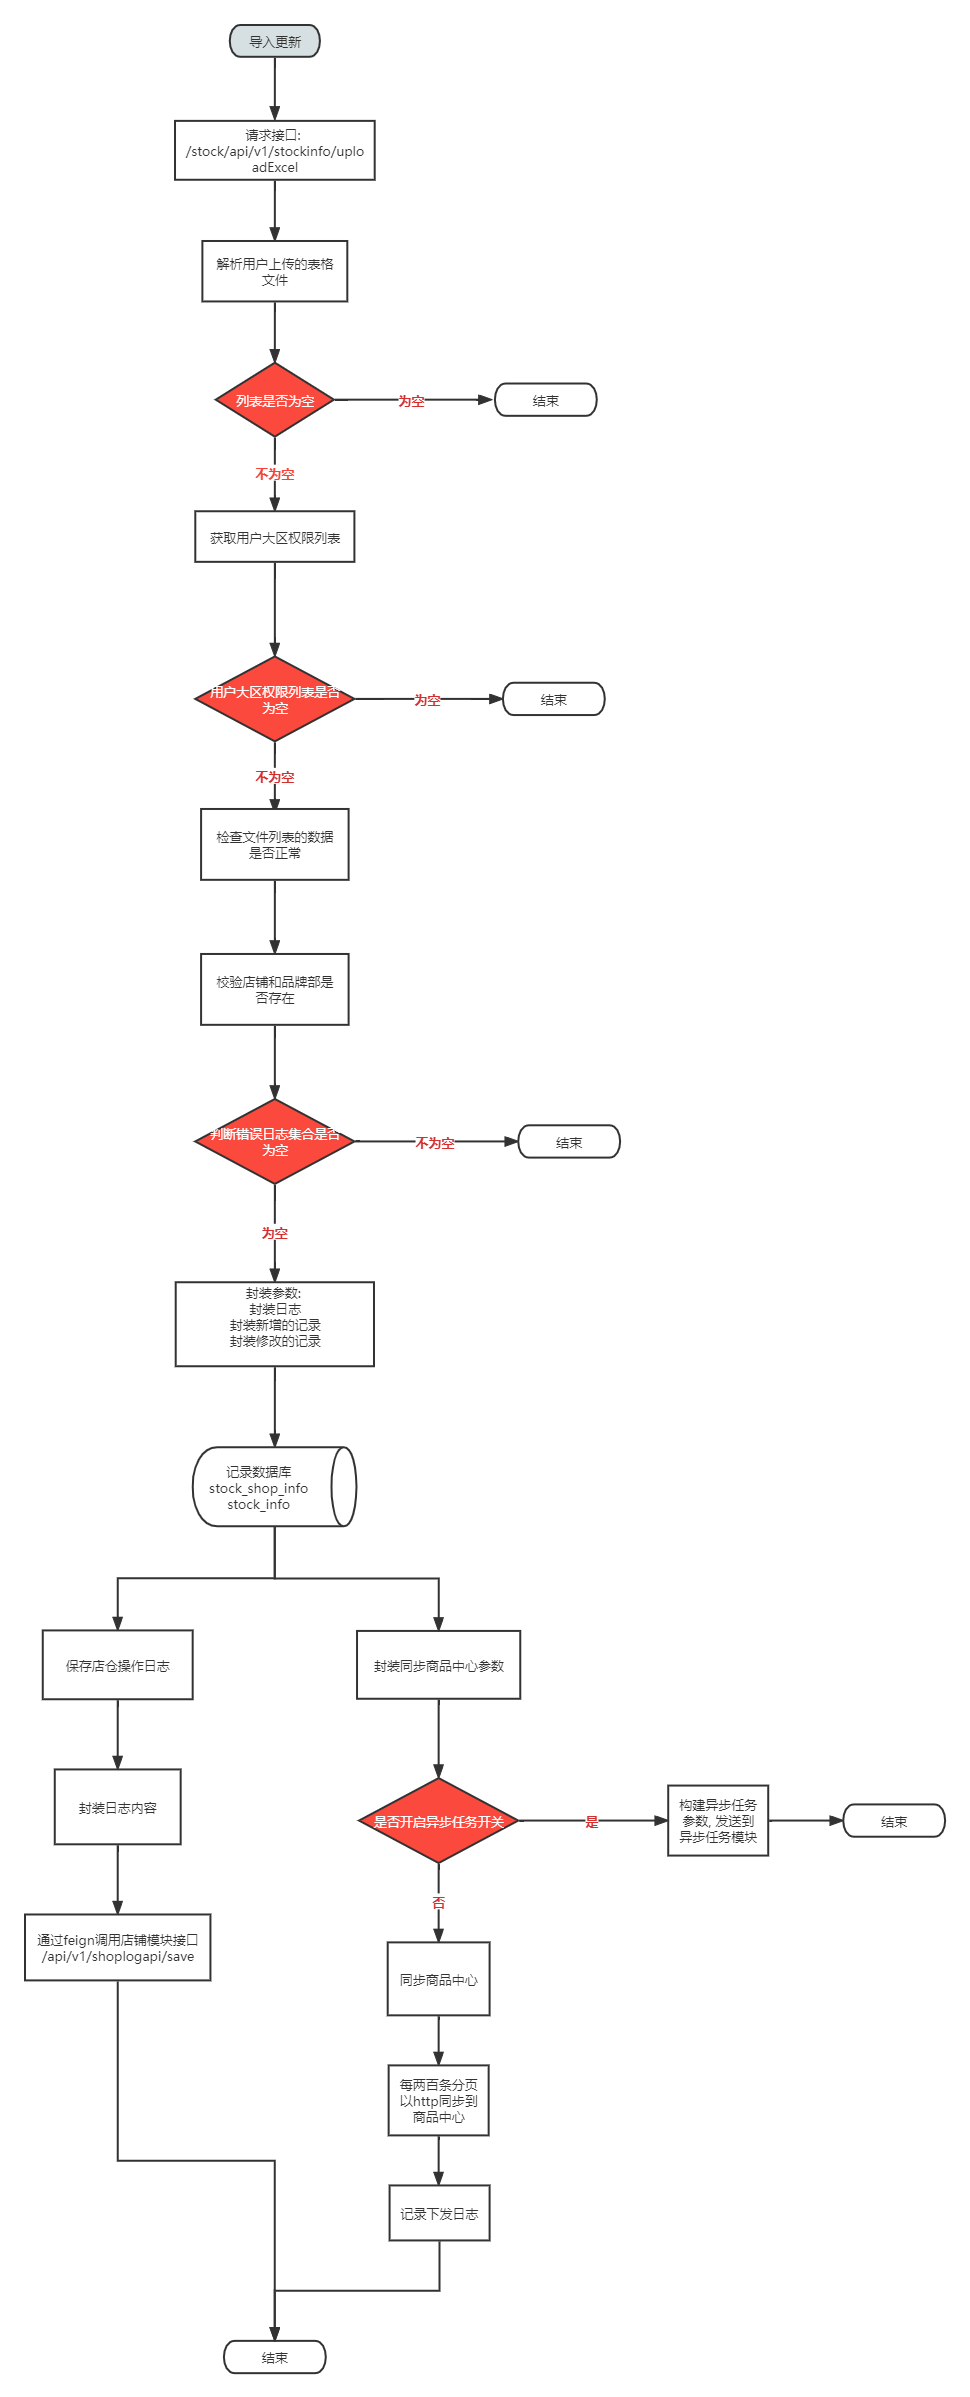 导入更新
请求接口:
/stock/api/v1/stockinfo/uplo
adExcel
解析用户上传的表格
文件
列表是否为空
为空
结束
不为空
获取用户大区权限列表
用户大区权限列表是否
为空
为空
结束
不为空
检查文件列表的数据
是否正常
校验店铺和品牌部是
否存在
判断错误日志集合是否
为空
不为空
结束
为空
封装参数:
封装日志
封装新增的记录
封装修改的记录
记录数据库
stock_shop_info
stock_info
保存店仓操作日志
封装日志内容
通过feign调用店铺模块接口
/api/v1/shoplogapi/save
封装同步商品中心参数
是否开启异步任务开关
是
构建异步任务
参数, 发送到
异步任务模块
结束
否
同步商品中心
每两百条分页
以http同步到
商品中心
记录下发日志
结束